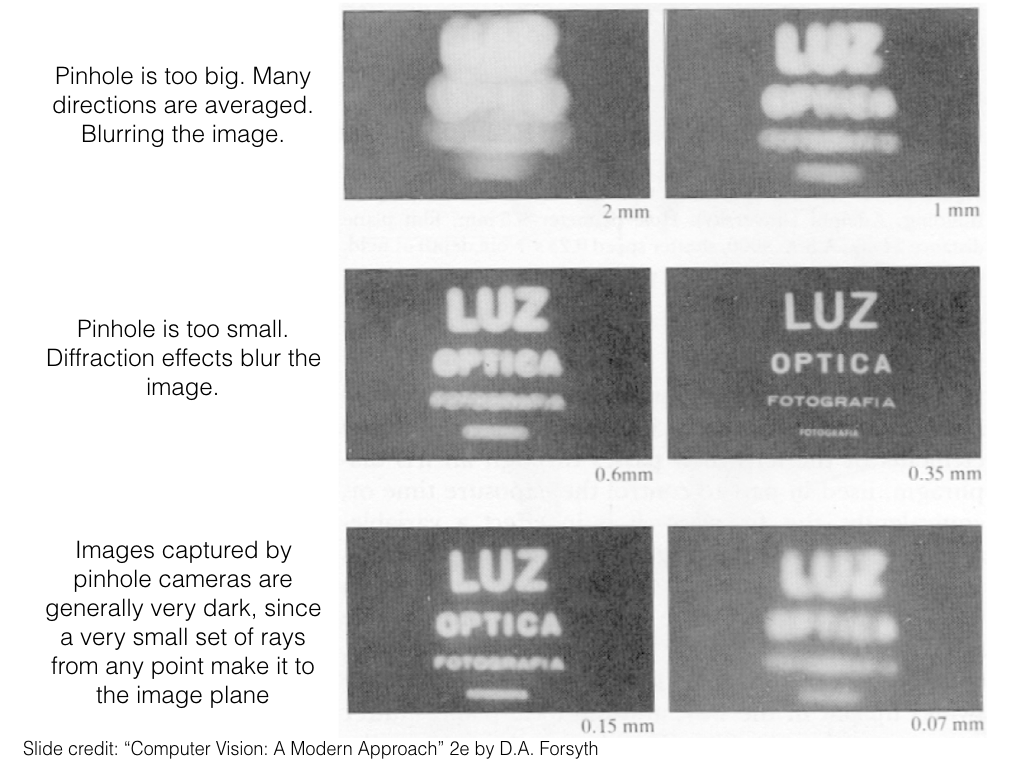 Pinhole is too big. Many
directions are averaged.
Blurring the image.
LUZ
2 mm
1 mm
Pinhole is too small.
Diffraction effects blur the
image.
LUZ
OPTICA
FOTOGRAFIA
0.6mm
LUZ
OPTICA
FOTOGRAFIA
FOTOGRAFIA
0.35 mm
Images captured by
pinhole cameras are
generally very dark, since
a very small set of rays
from any point make it to
the image plane
LUZ
OPTICA
FOTOGRAFIA
0.15 mm
LUZ
0.07 mm
Slide credit: “Computer Vision: A Modern Approach” 2e by D.A. Forsyth